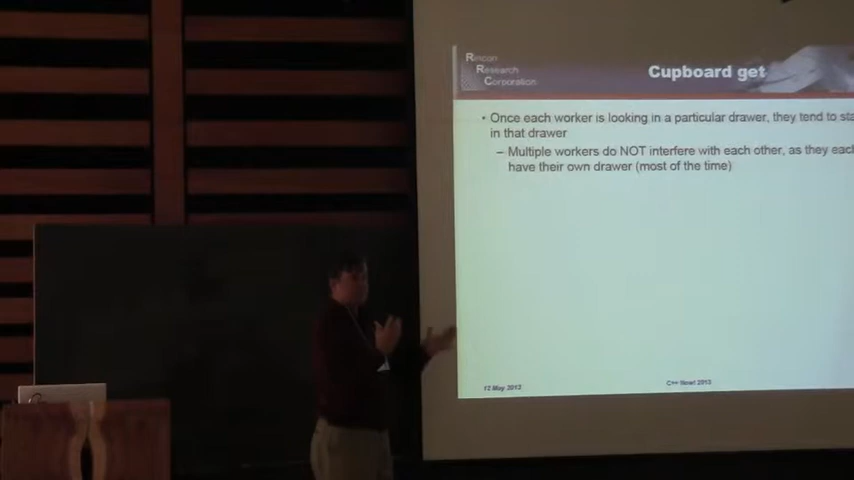 Rincon
Research
Corporation
Cupboard get
• Once each worker is looking in a particular drawer, they tend to sta
in that drawer
– Multiple workers do NOT interfere with each other, as they each
have their own drawer (most of the time)
12 May 2013
C++ Now! 2013